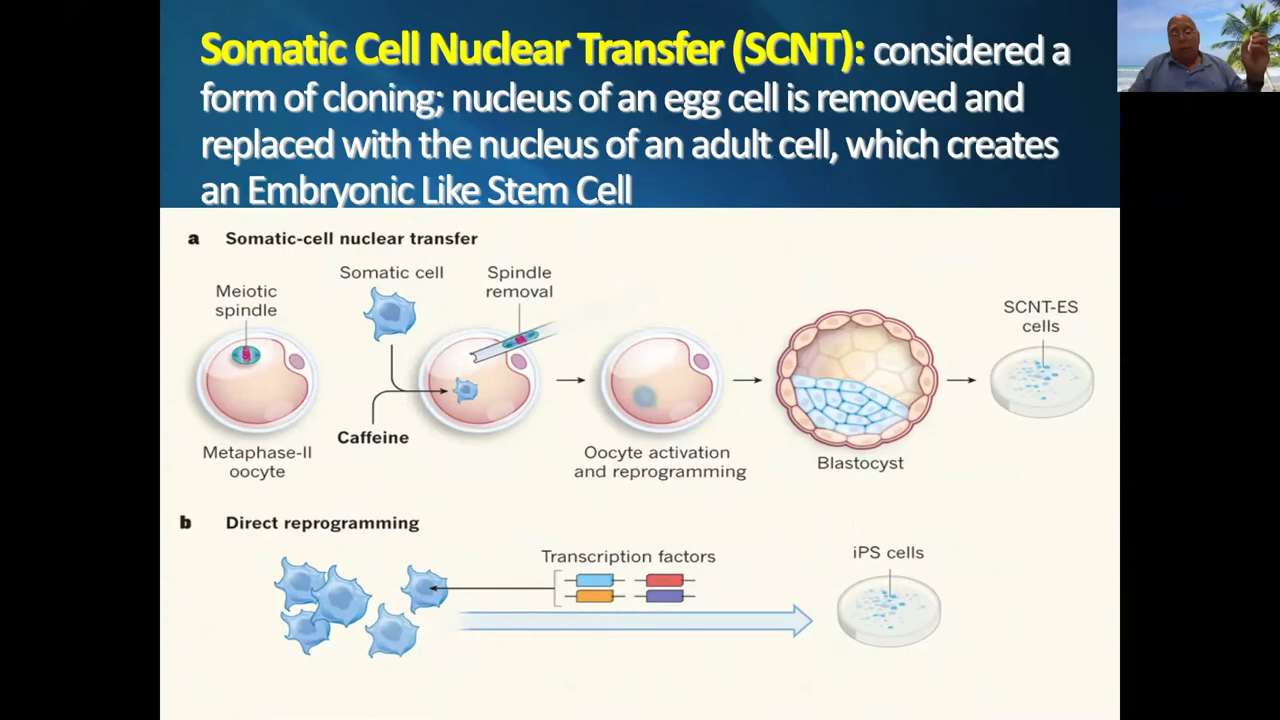 Somatic Cell Nuclear Transfer (SCNT): considered a
form of cloning; nucleus of an egg cell is removed and
replaced with the nucleus of an adult cell, which creates
an Embryonic Like Stem Cell
a Somatic-cell nuclear transfer
Meiotic
spindle
Somatic cell
Spindle
removal
SCNT-ES
cells
Caffeine
Metaphase-II
oocyte
Oocyte activation
and reprogramming
Blastocyst
b Direct reprogramming
Transcription factors
iPS cells